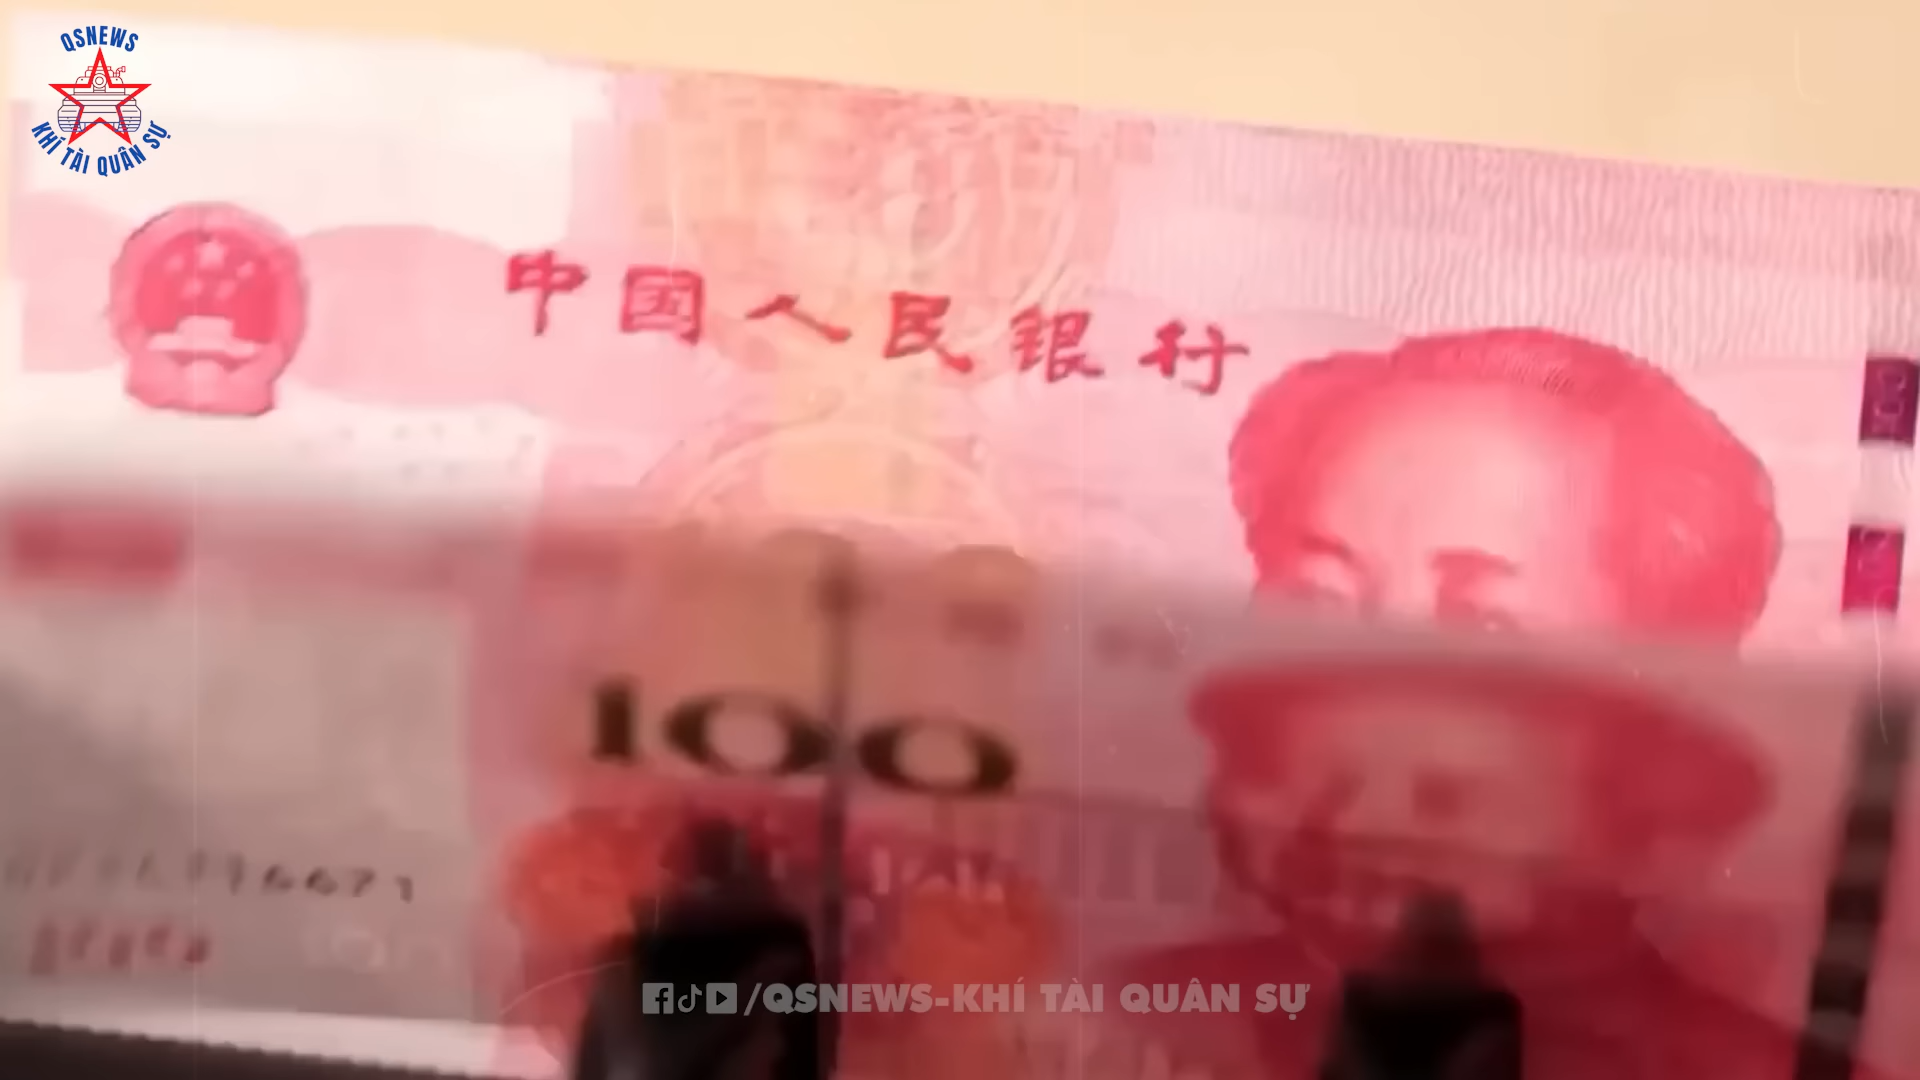 QSNEWS
KHÍ TÀI QUÂN SỰ
中国人民银行
100
/QSNEWS-KHÍ TÀI QUÂN SỰ